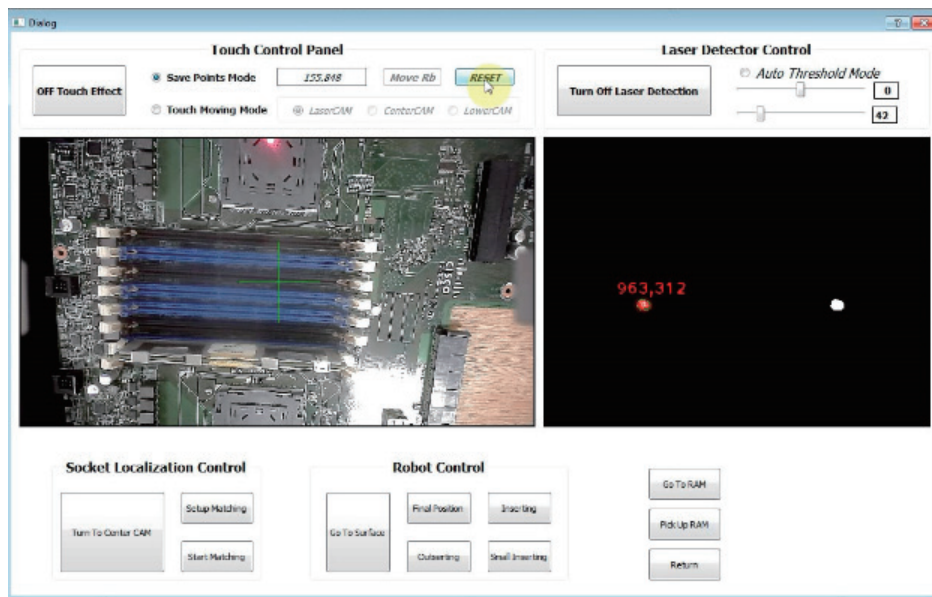 Dialog
Touch Control Panel
OFF Touch Effect
Save Points Mode
155.848
Move Rb
RESET
Touch Moving Mode
LaserCAM
CenterCAM
LowerCAM
Laser Detector Control
Turn Off Laser Detection
Auto Threshold Mode
0
42
CISCO
963,312
Socket Localization Control
Turn To Center CAM
Setup Matching
Start Matching
Robot Control
Go To Surface
Final Position
Inserting
Outserting
Small Inserting
Go To RAM
Pick Up RAM
Return